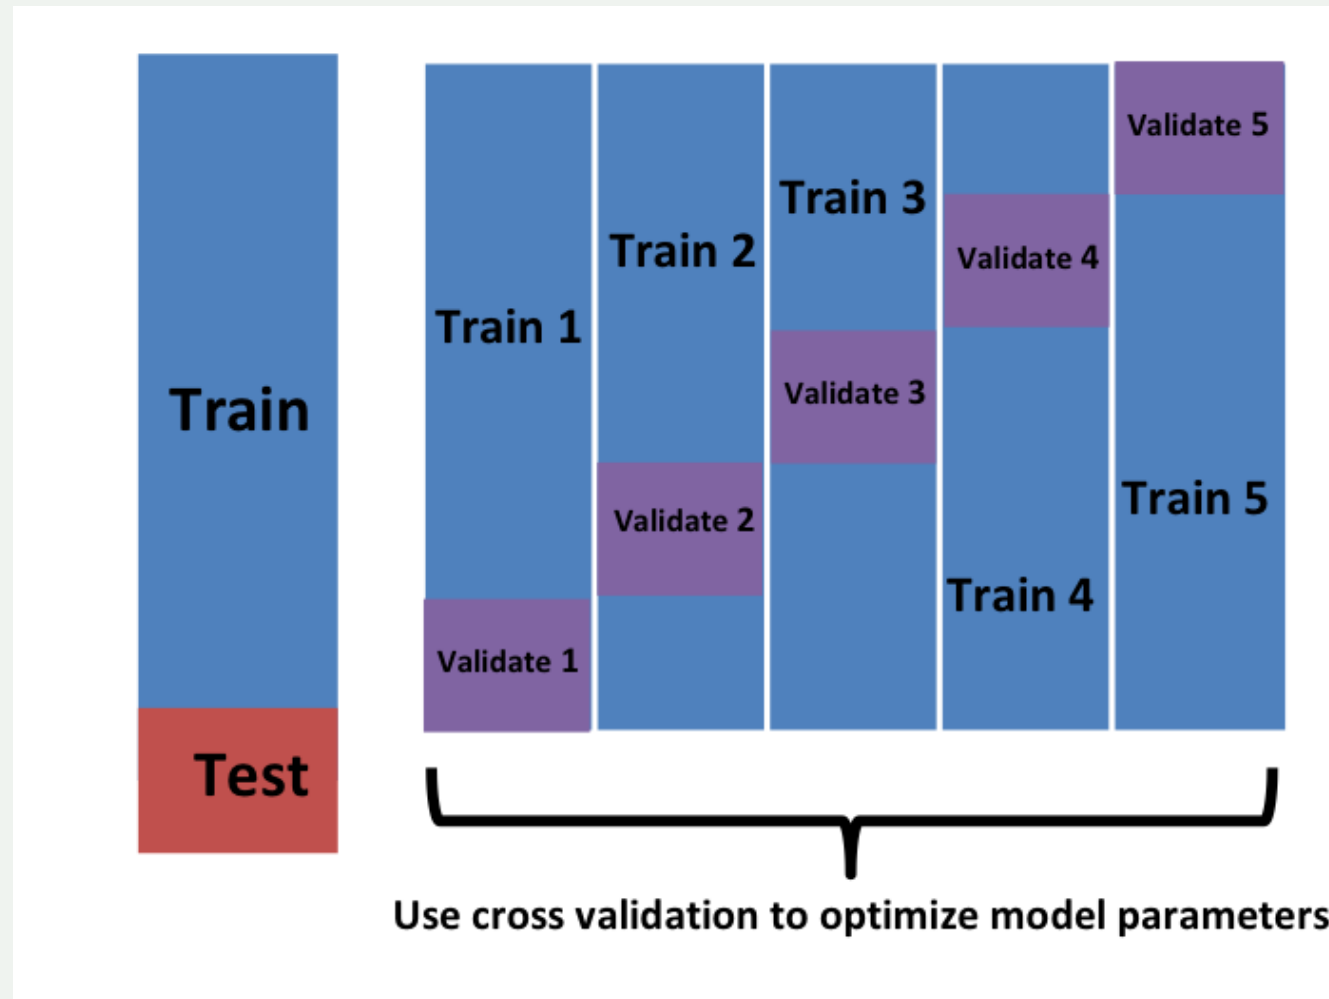 Train
Test
Train 1
Validate 1
Train 2
Validate 2
Train 3
Validate 3
Validate 4
Train 4
Validate 5
Train 5
Use cross validation to optimize model parameters